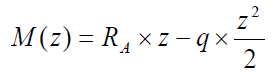 M(z) = R_A × z − q × z²/2